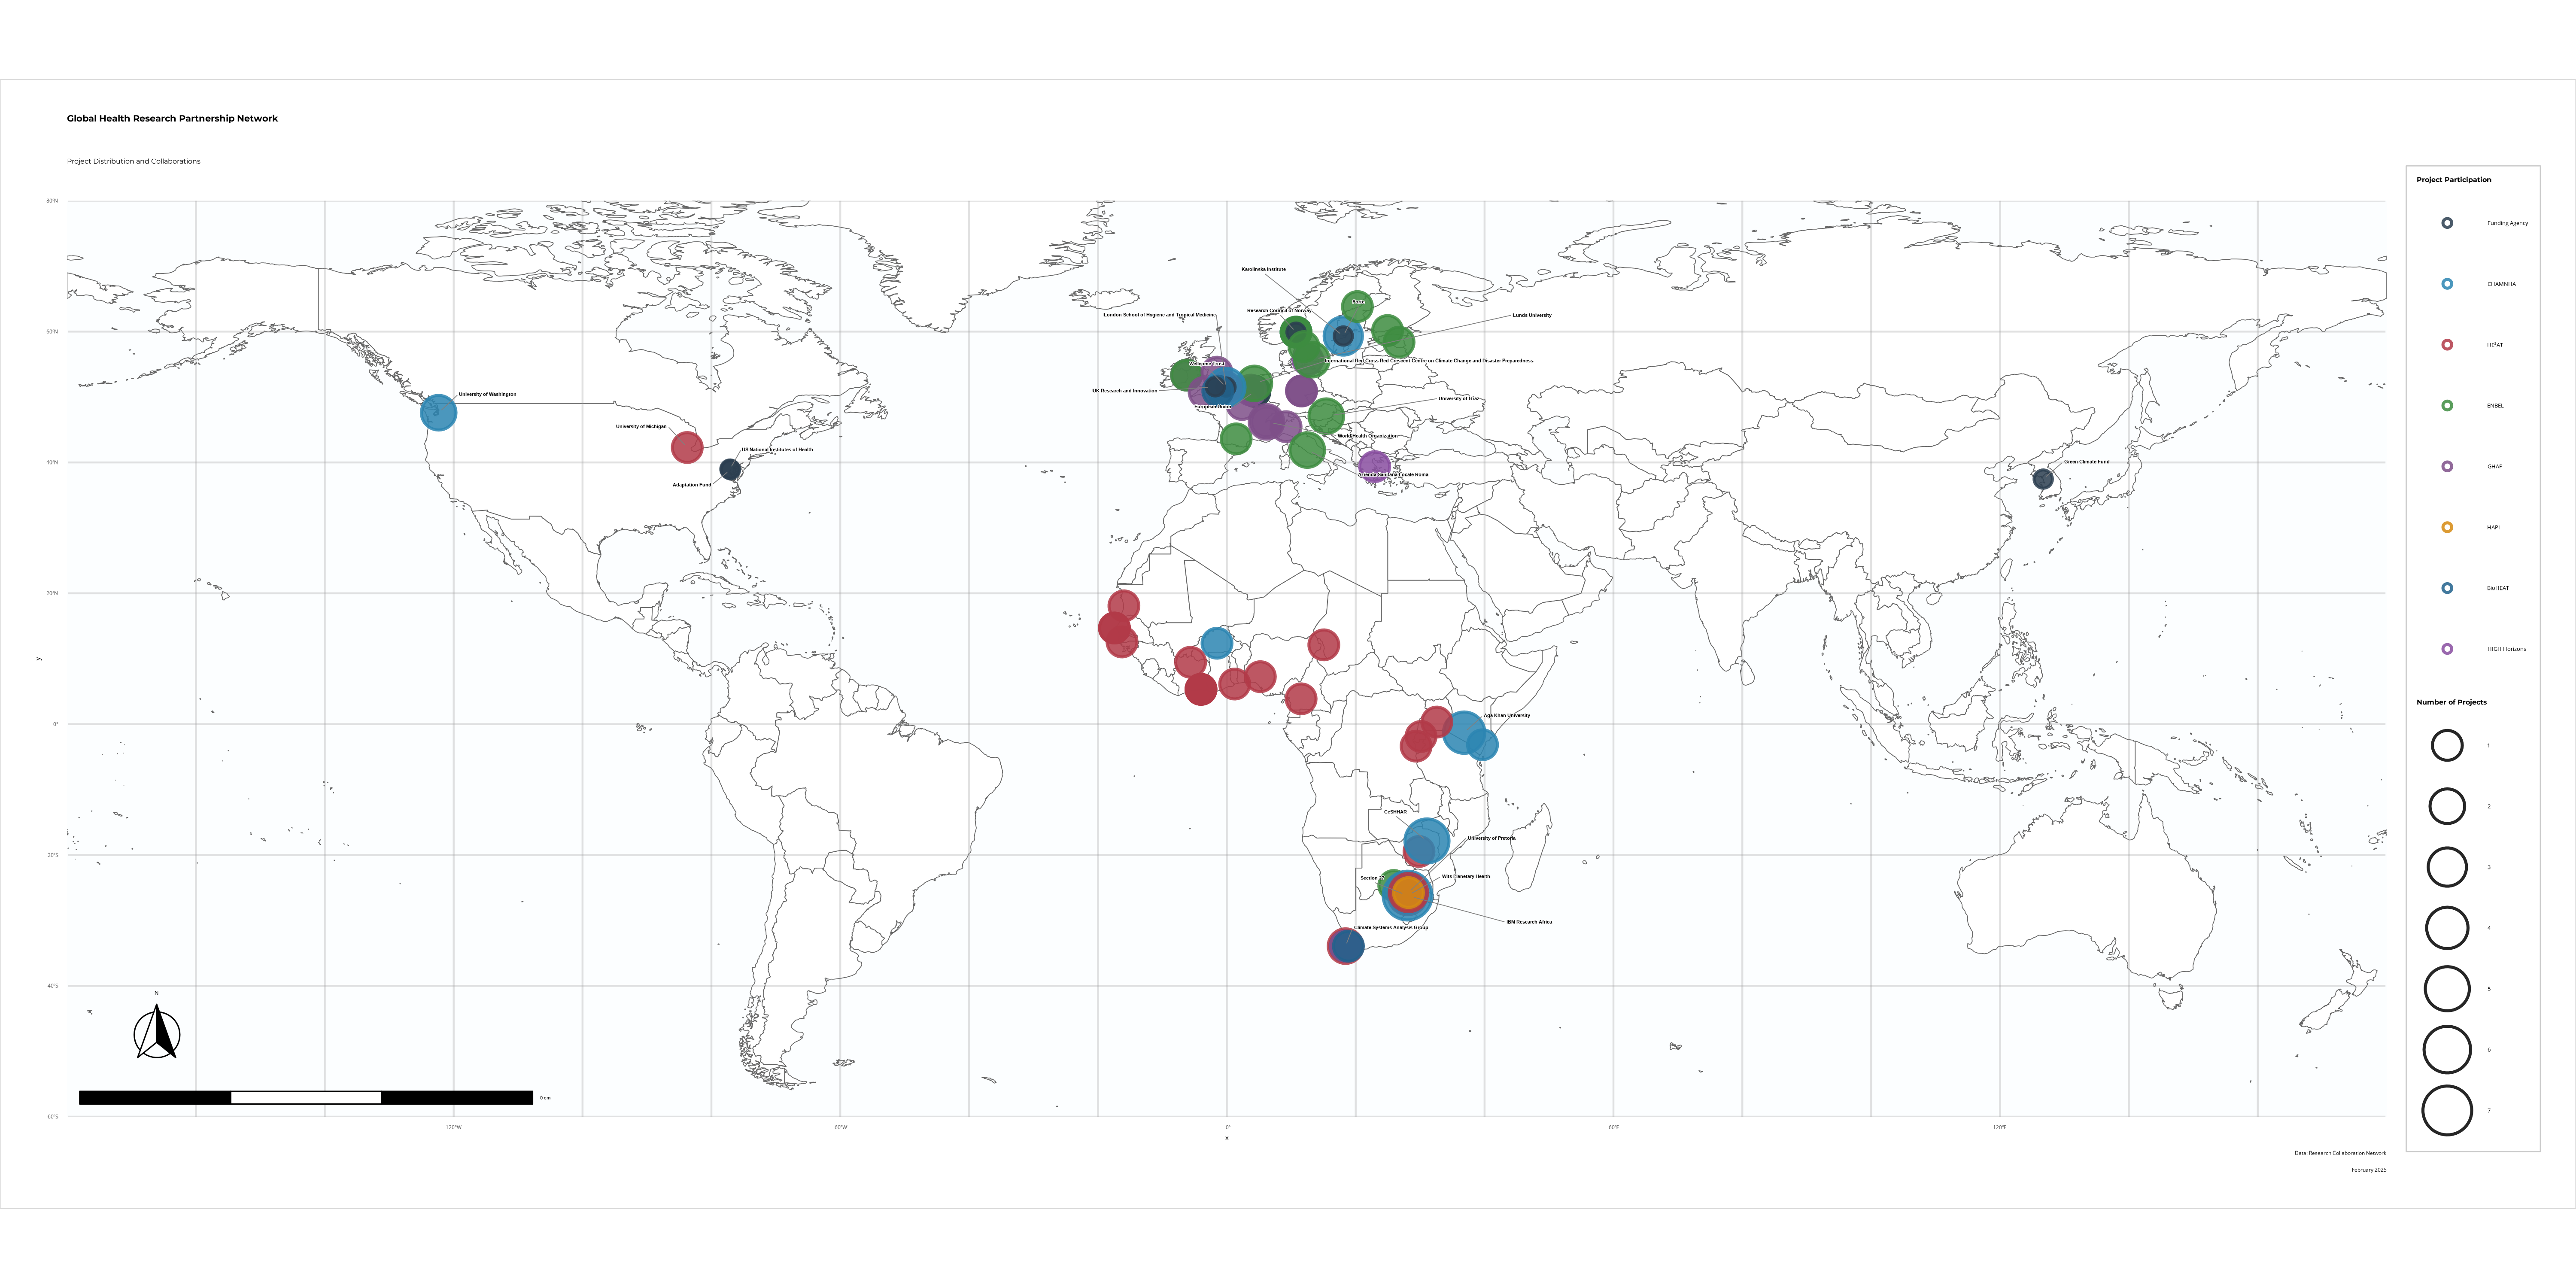 Global Health Research Partnership Network
Project Distribution and Collaborations
80°N
60°N
40°N
20°N
0°
20°S
40°S
60°S
y
120°W
60°W
0°
60°E
120°E
x
Karolinska Institute
Research Council of Norway
Forte
London School of Hygiene and Tropical Medicine
Lunds University
International Red Cross Red Crescent Centre on Climate Change and Disaster Preparedness
Wellcome Trust
UK Research and Innovation
European Union
University of Graz
World Health Organization
Azienda Sanitaria Locale Roma
University of Washington
University of Michigan
US National Institutes of Health
Adaptation Fund
Green Climate Fund
Aga Khan University
CeSHHAR
University of Pretoria
Section 27
Wits Planetary Health
IBM Research Africa
Climate Systems Analysis Group
N
0 nm
Project Participation
Funding Agency
CHAMNHA
HE²AT
ENBEL
GHAP
HAPI
BioHEAT
HIGH Horizons
Number of Projects
1
2
3
4
5
6
7
Data: Research Collaboration Network
February 2025